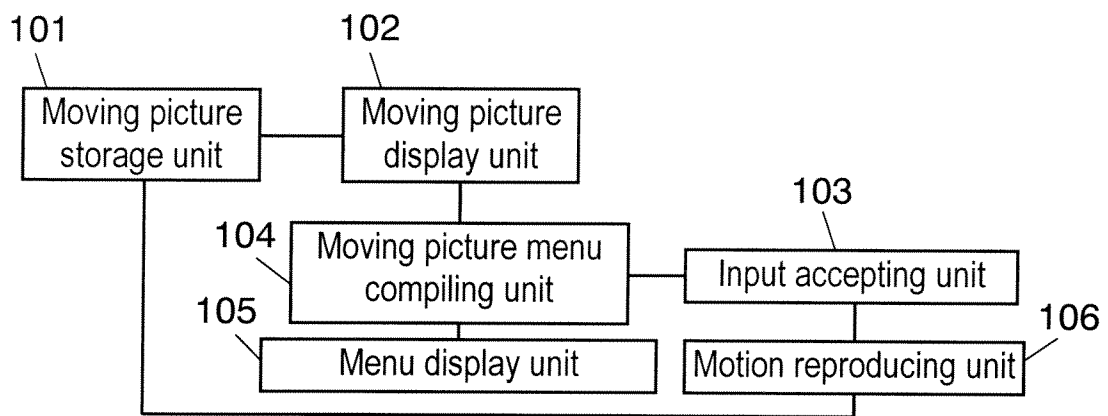 101
102
Moving picture
storage unit
Moving picture
display unit
103
104
Moving picture menu
compiling unit
Input accepting unit
105
106
Menu display unit
Motion reproducing unit